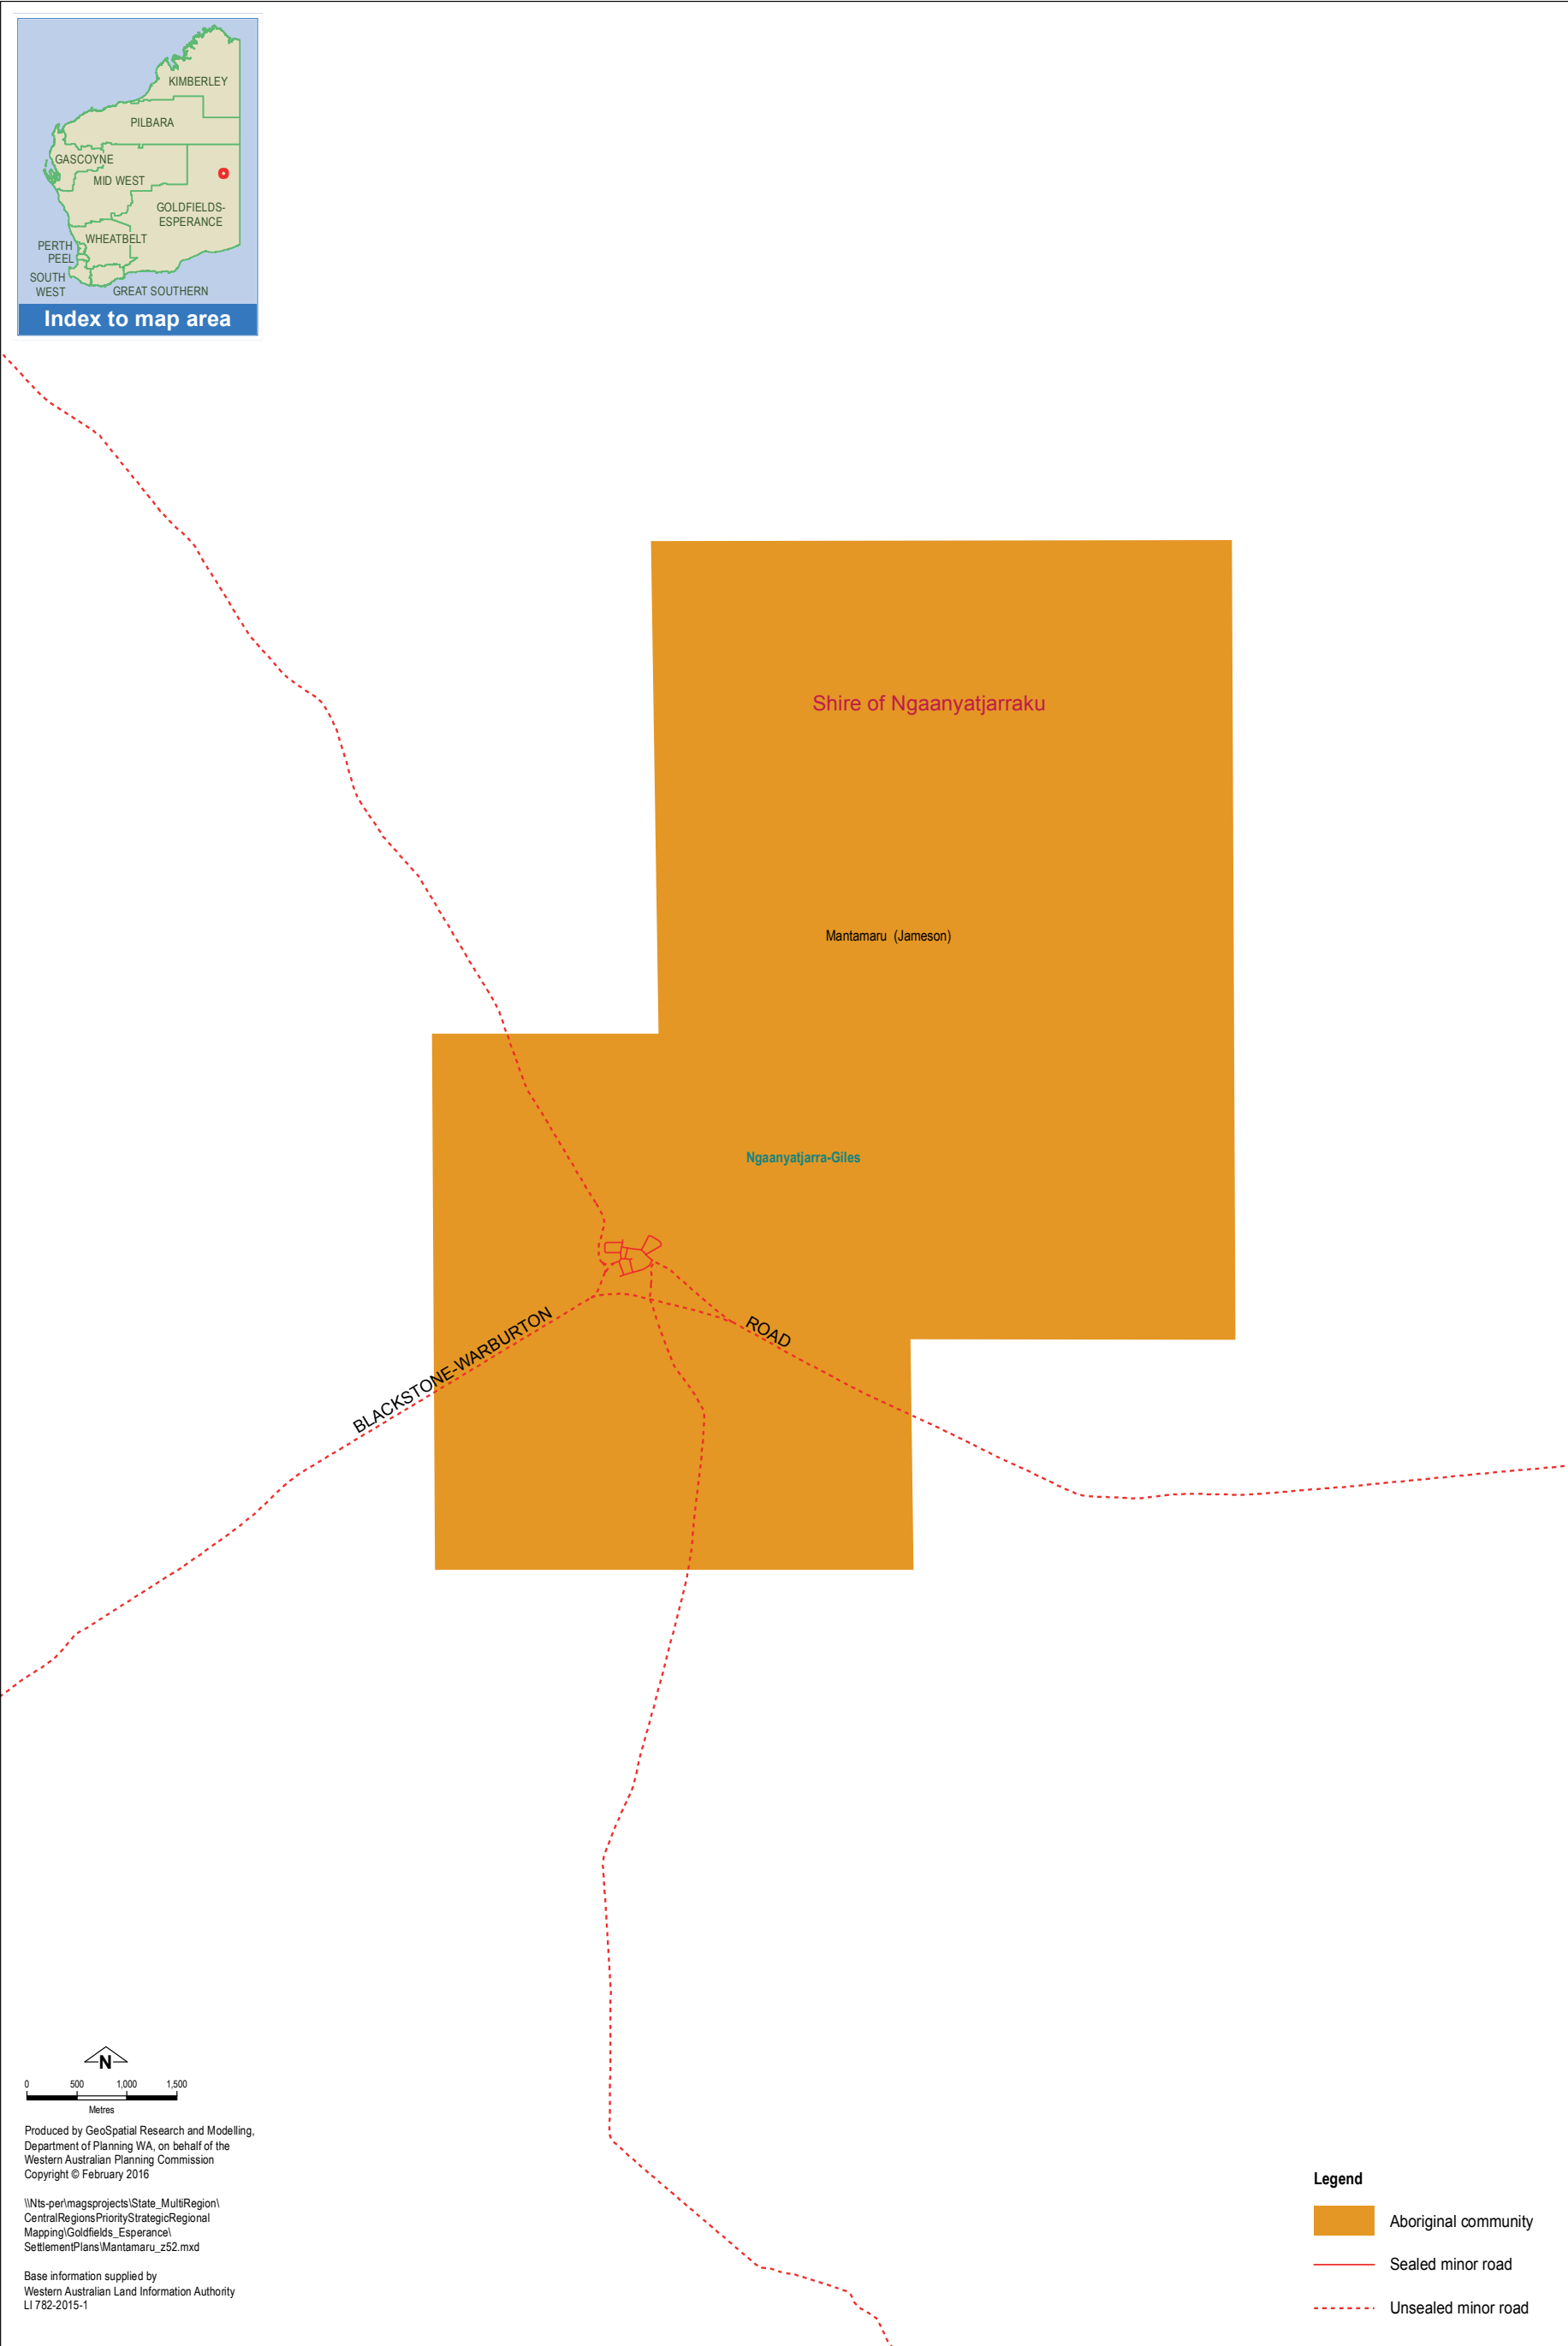 KIMBERLEY
PILBARA
GASCOYNE
MID WEST
GOLDFIELDS-
ESPERANCE
WHEATBELT
PERTH
PEEL
SOUTH
WEST
GREAT SOUTHERN
Index to map area
Shire of Ngaanyatjarraku
Mantamaru (Jameson)
Ngaanyatjarra-Giles
BLACKSTONE-WARBURTON
ROAD
N
0 500 1,000 1,500
Metres
Produced by GeoSpatial Research and Modelling,
Department of Planning WA, on behalf of the
Western Australian Planning Commission
Copyright © February 2016
\\Nts-per\magsprojects\State_MultiRegion\
CentralRegionsPriorityStrategicRegional
Mapping\Goldfields_Esperance\
SettlementPlans\Mantamaru_z52.mxd
Base information supplied by
Western Australian Land Information Authority
LI 782-2015-1
Legend
Aboriginal community
Sealed minor road
Unsealed minor road